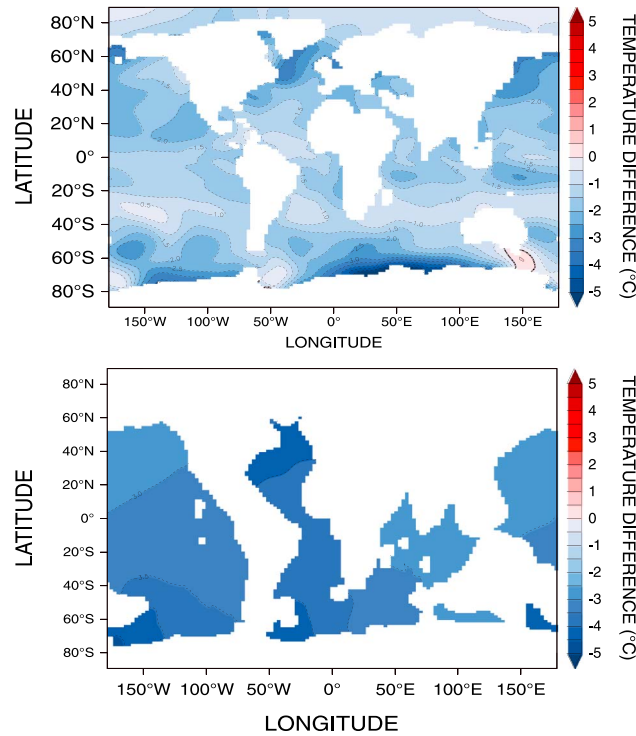 80°N
60°N
40°N
20°N
0°
20°S
40°S
60°S
80°S
LATITUDE
150°W 100°W 50°W 0° 50°E 100°E 150°E
LONGITUDE
5
4
3
2
1
0
-1
-2
-3
-4
-5
TEMPERATURE DIFFERENCE (°C)
80°N
60°N
40°N
20°N
0°
20°S
40°S
60°S
80°S
LATITUDE
150°W 100°W 50°W 0° 50°E 100°E 150°E
LONGITUDE
5
4
3
2
1
0
-1
-2
-3
-4
-5
TEMPERATURE DIFFERENCE (°C)